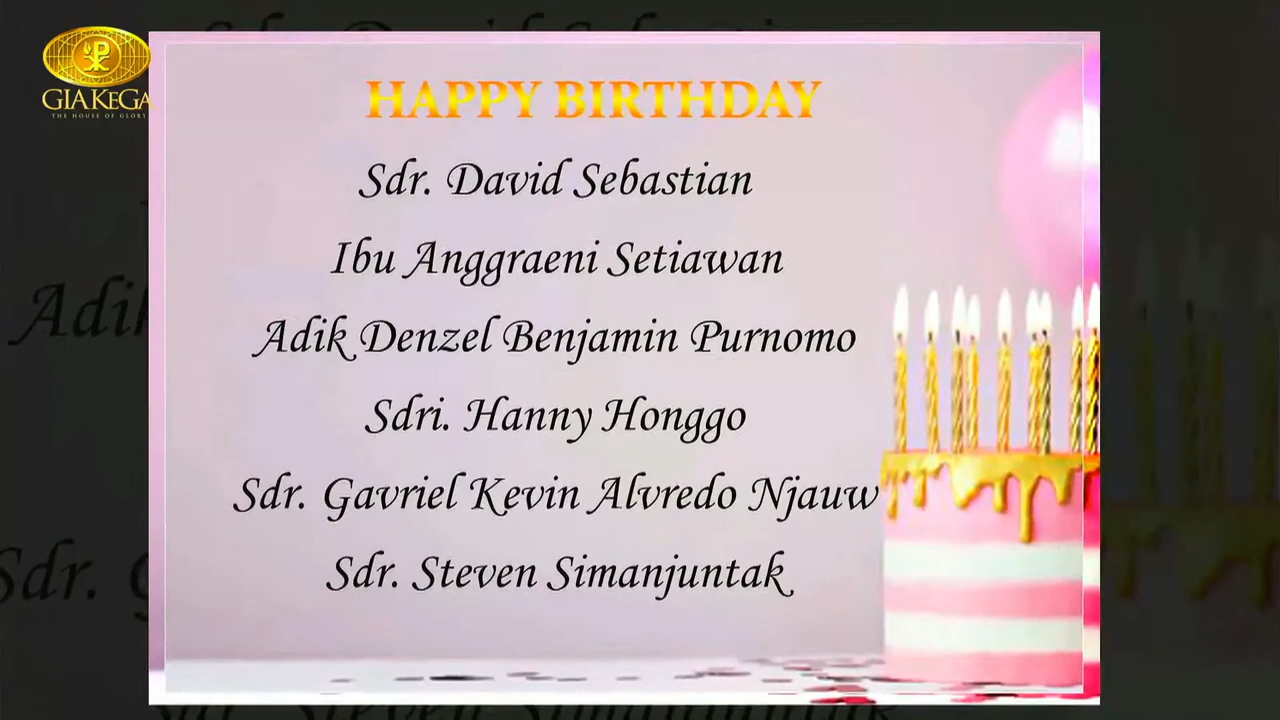 GIAKEGA
THE HOUSE OF GLORY
HAPPY BIRTHDAY
Sdr. David Sebastian
Ibu Anggraeni Setiawan
Adik Denzel Benjamin Purnomo
Sdri. Hanny Honggo
Sdr. Gavriel Kevin Alvredo Njauw
Sdr. Steven Simanjuntak